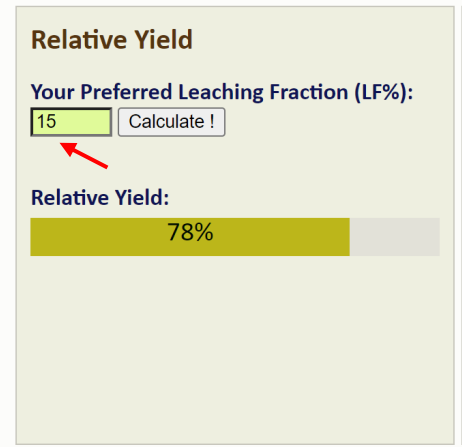 Relative Yield
Your Preferred Leaching Fraction (LF%):
15 Calculate !
Relative Yield:
78%